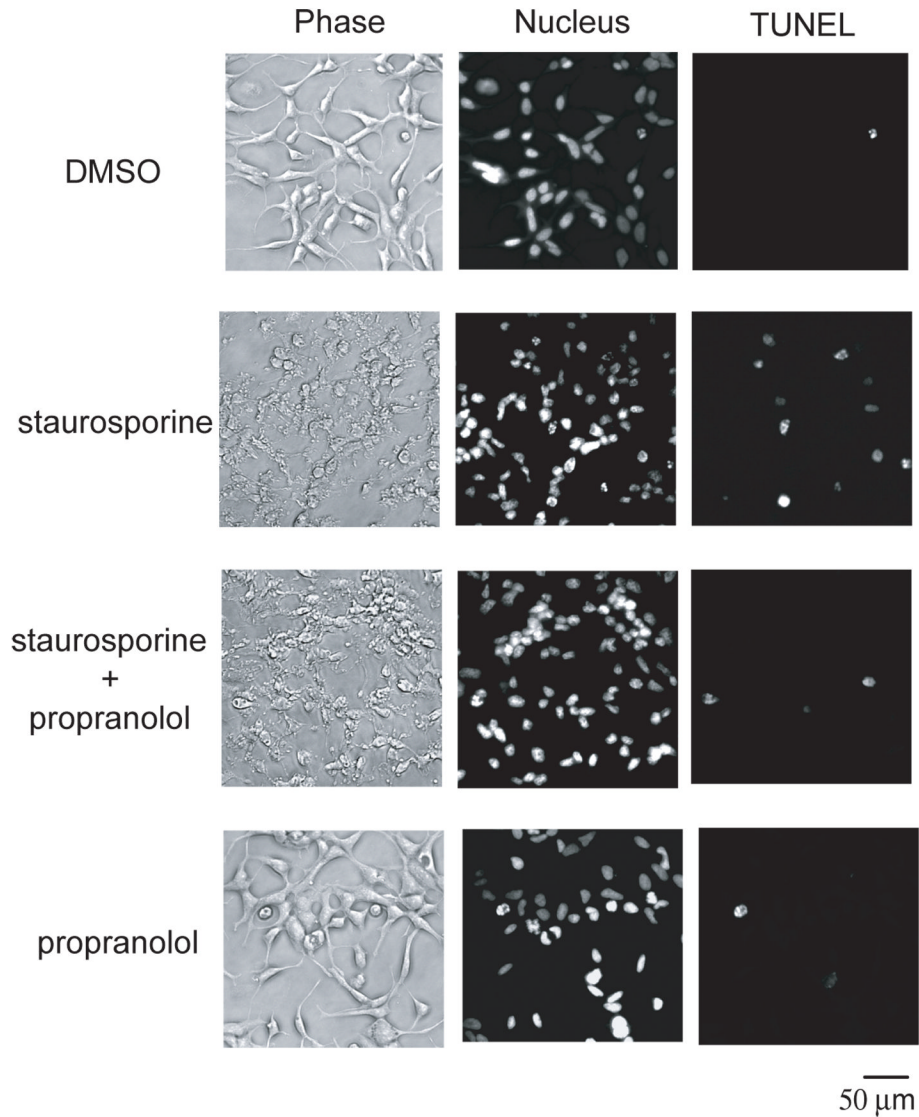 Phase Nucleus TUNEL
DMSO
staurosporine
staurosporine
+
propranolol
propranolol
50 μm